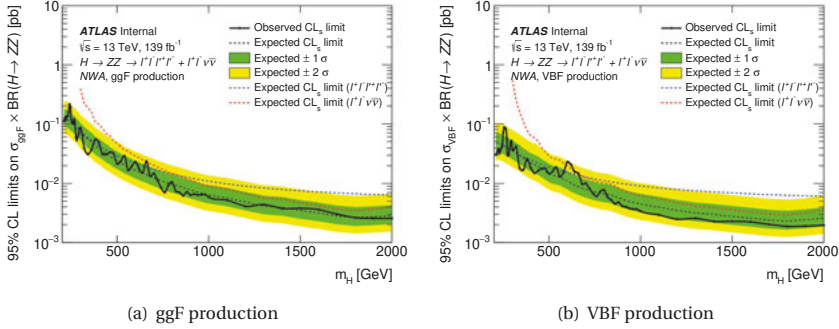 95% CL limits on σ_ggF × BR(H → ZZ) [pb]
10
1
10⁻¹
10⁻²
10⁻³
ATLAS Internal
√s = 13 TeV, 139 fb⁻¹
H → ZZ → l⁺l⁻l'⁺l'⁻ + l⁺l⁻νν̅
NWA, ggF production
Observed CLₛ limit
Expected CLₛ limit
Expected ± 1 σ
Expected ± 2 σ
Expected CLₛ limit (l⁺l⁻l'⁺l'⁻)
Expected CLₛ limit (l⁺l⁻νν̅)
500 1000 1500 2000
m_H [GeV]
(a) ggF production
95% CL limits on σ_VBF × BR(H → ZZ) [pb]
10
1
10⁻¹
10⁻²
10⁻³
ATLAS Internal
√s = 13 TeV, 139 fb⁻¹
H → ZZ → l⁺l⁻l'⁺l'⁻ + l⁺l⁻νν̅
NWA, VBF production
Observed CLₛ limit
Expected CLₛ limit
Expected ± 1 σ
Expected ± 2 σ
Expected CLₛ limit (l⁺l⁻l'⁺l'⁻)
Expected CLₛ limit (l⁺l⁻νν̅)
500 1000 1500 2000
m_H [GeV]
(b) VBF production